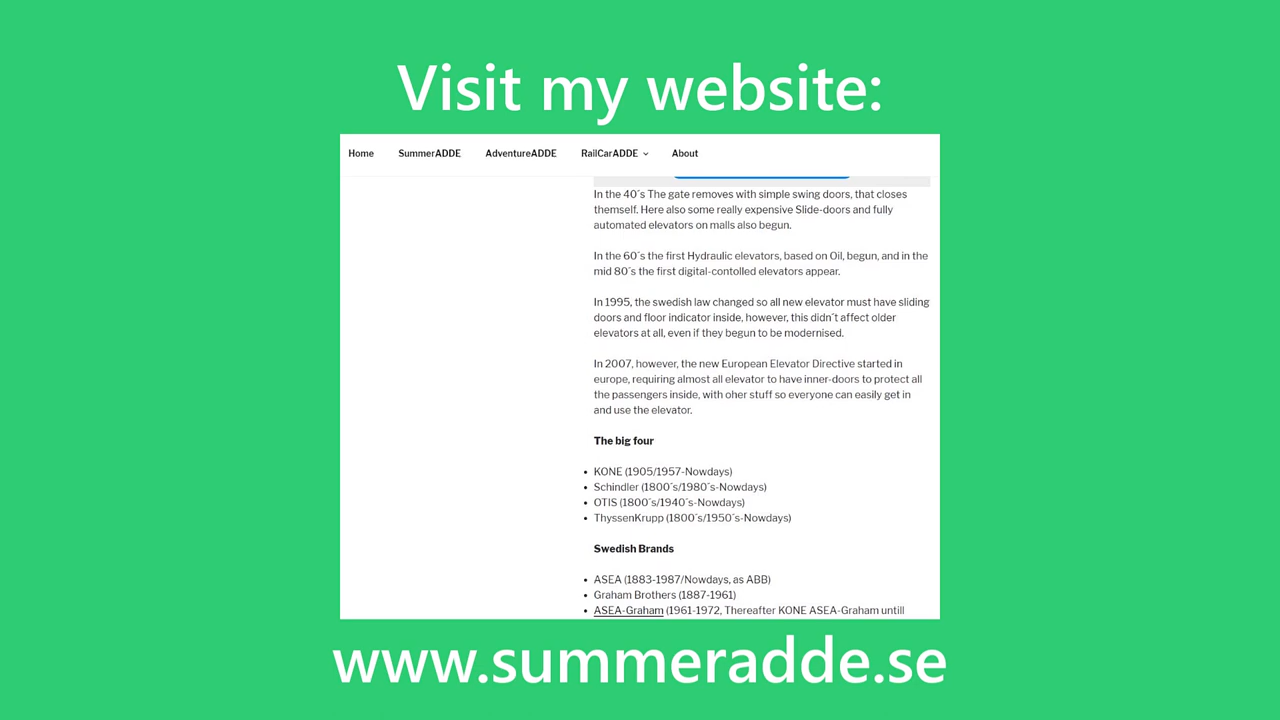 Visit my website:
Home SummerADDE AdventureADDE RailCarADDE About
In the 40´s The gate removes with simple swing doors, that closes
themself. Here also some really expensive Slide-doors and fully
automated elevators on malls also begun.
In the 60´s the first Hydraulic elevators, based on Oil, begun, and in the
mid 80´s the first digital-contolled elevators appear.
In 1995, the swedish law changed so all new elevator must have sliding
doors and floor indicator inside, however, this didn´t affect older
elevators at all, even if they begun to be modernised.
In 2007, however, the new European Elevator Directive started in
europe, requiring almost all elevator to have inner-doors to protect all
the passengers inside, with oher stuff so everyone can easily get in
and use the elevator.
The big four
• KONE (1905/1957-Nowdays)
• Schindler (1800´s/1980´s-Nowdays)
• OTIS (1800´s/1940´s-Nowdays)
• ThyssenKrupp (1800´s/1950´s-Nowdays)
Swedish Brands
• ASEA (1883-1987/Nowdays, as ABB)
• Graham Brothers (1887-1961)
• ASEA-Graham (1961-1972, Thereafter KONE ASEA-Graham untill
www.summeradde.se